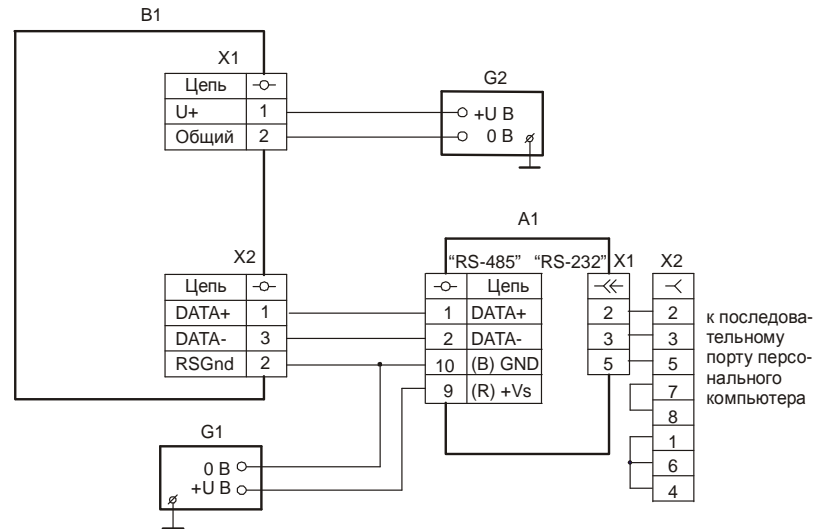 B1
X1
Цепь
U+ 1
Общий 2
G2
+U В
0 В
A1
X2
Цепь
DATA+ 1
DATA- 3
RSGnd 2
“RS-485” “RS-232” X1 X2
Цепь
1 DATA+
2 DATA-
10 (B) GND
9 (R) +Vs
2
3
5
2
3
5
7
8
1
6
4
к последова-
тельному
порту персо-
нального
компьютера
G1
0 В
+U В